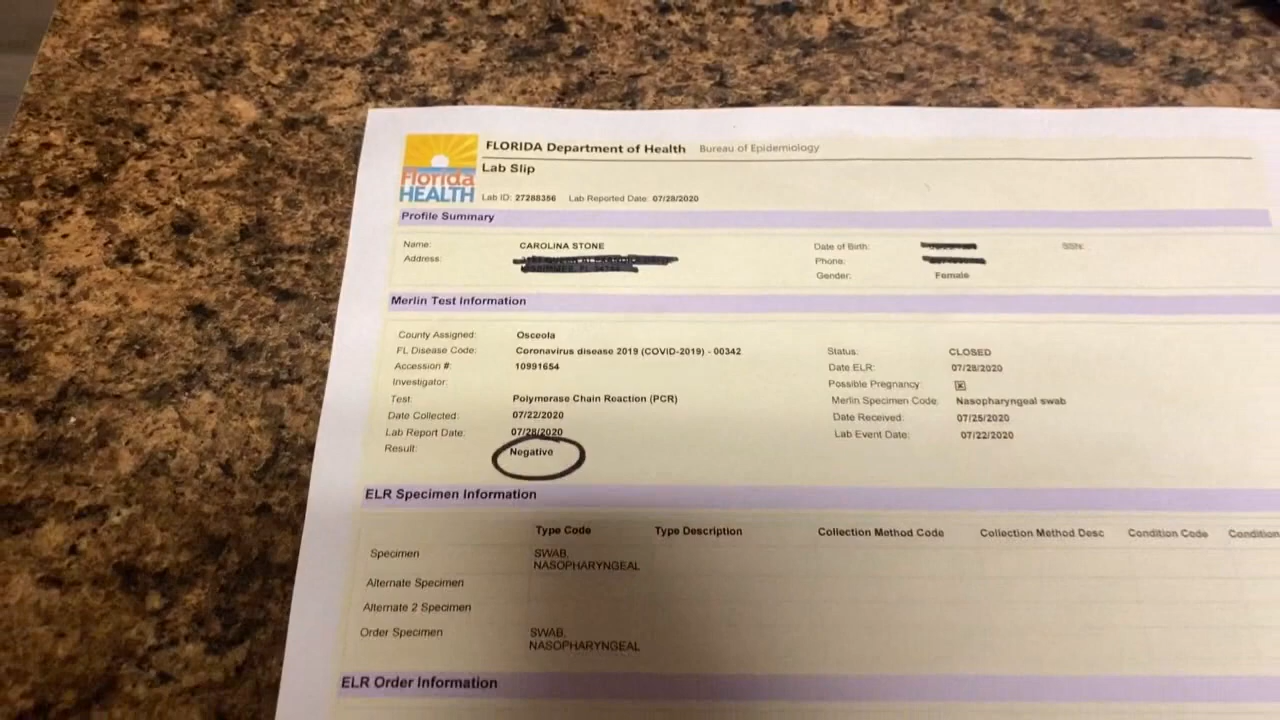 FLORIDA Department of Health Bureau of Epidemiology
Florida
HEALTH
Lab Slip
Lab ID: 27288356 Lab Reported Date: 07/28/2020
Profile Summary
Name: CAROLINA STONE Date of Birth: SSN:
Address: Phone:
Gender: Female
Merlin Test Information
County Assigned: Osceola
FL Disease Code: Coronavirus disease 2019 (COVID-2019) - 00342 Status: CLOSED
Accession #: 10991654 Date ELR: 07/28/2020
Investigator: Possible Pregnancy:
Test: Polymerase Chain Reaction (PCR) Merlin Specimen Code: Nasopharyngeal swab
Date Collected: 07/22/2020 Date Received: 07/25/2020
Lab Report Date: 07/28/2020 Lab Event Date: 07/22/2020
Result: Negative
ELR Specimen Information
Type Code Type Description Collection Method Code Collection Method Desc Condition Code Condition
Specimen SWAB,
NASOPHARYNGEAL
Alternate Specimen
Alternate 2 Specimen
Order Specimen SWAB,
NASOPHARYNGEAL
ELR Order Information